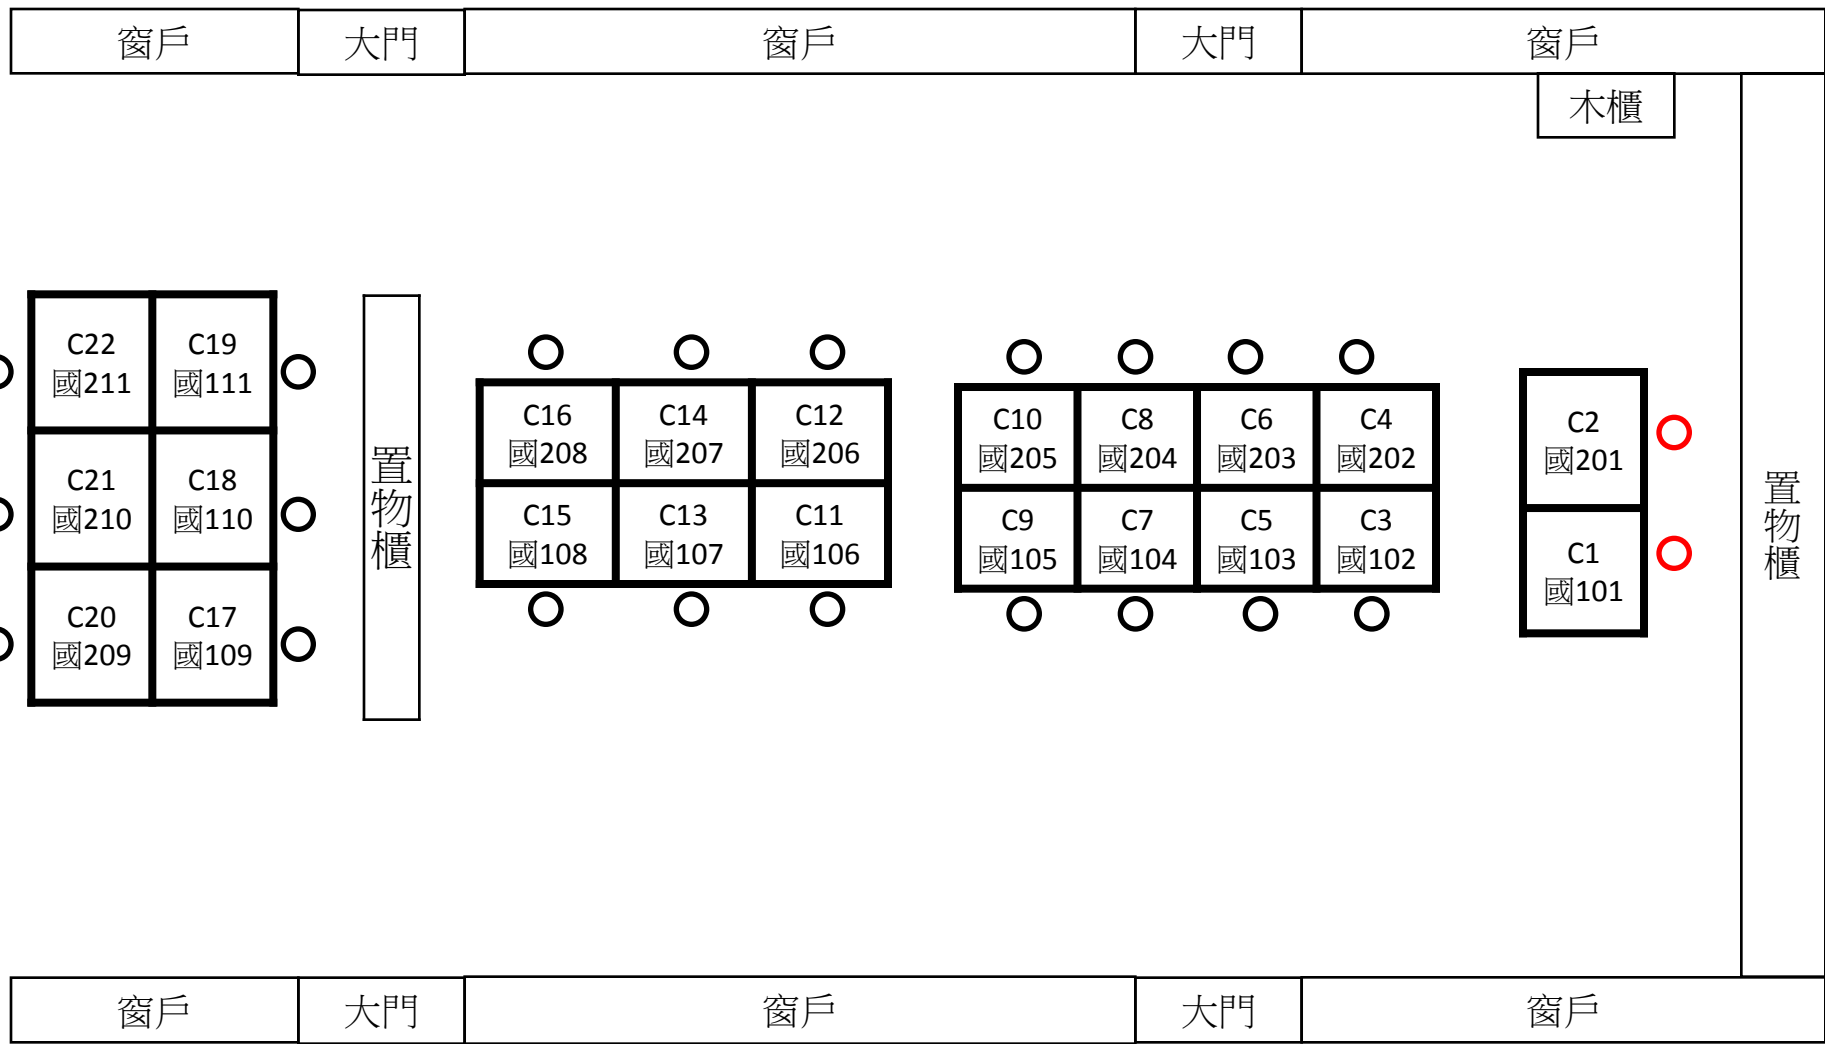 窗戶
大門
窗戶
大門
窗戶
木櫃
C22
國211
C19
國111
C21
國210
C18
國110
C20
國209
C17
國109
置物櫃
C16
國208
C14
國207
C12
國206
C15
國108
C13
國107
C11
國106
C10
國205
C8
國204
C6
國203
C4
國202
C9
國105
C7
國104
C5
國103
C3
國102
C2
國201
C1
國101
置物櫃
窗戶
大門
窗戶
大門
窗戶